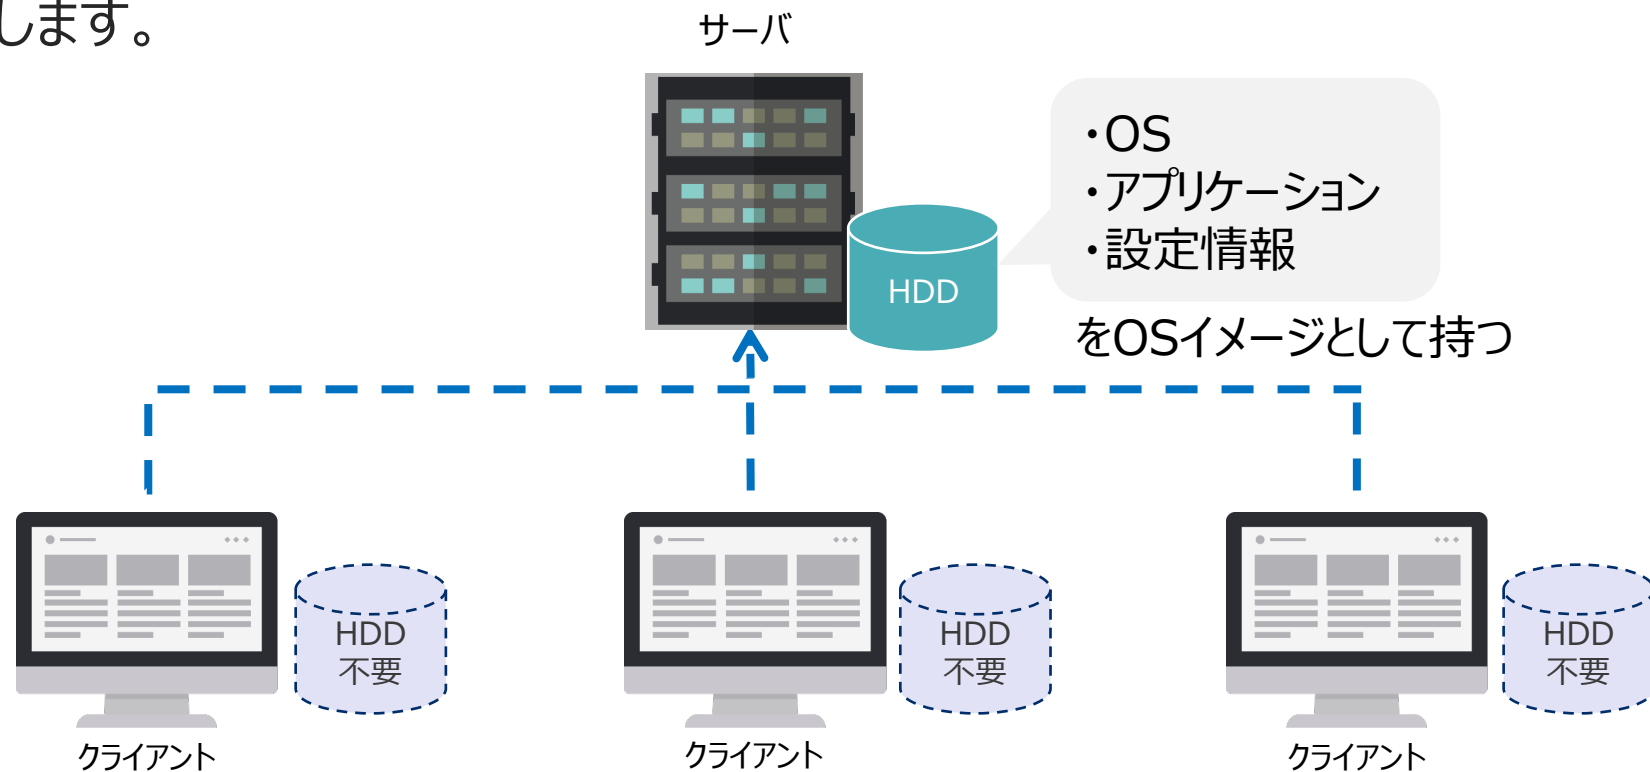 します。
サーバ
・OS
・アプリケーション
・設定情報
HDD
をOSイメージとして持つ
HDD
不要
HDD
不要
HDD
不要
クライアント
クライアント
クライアント